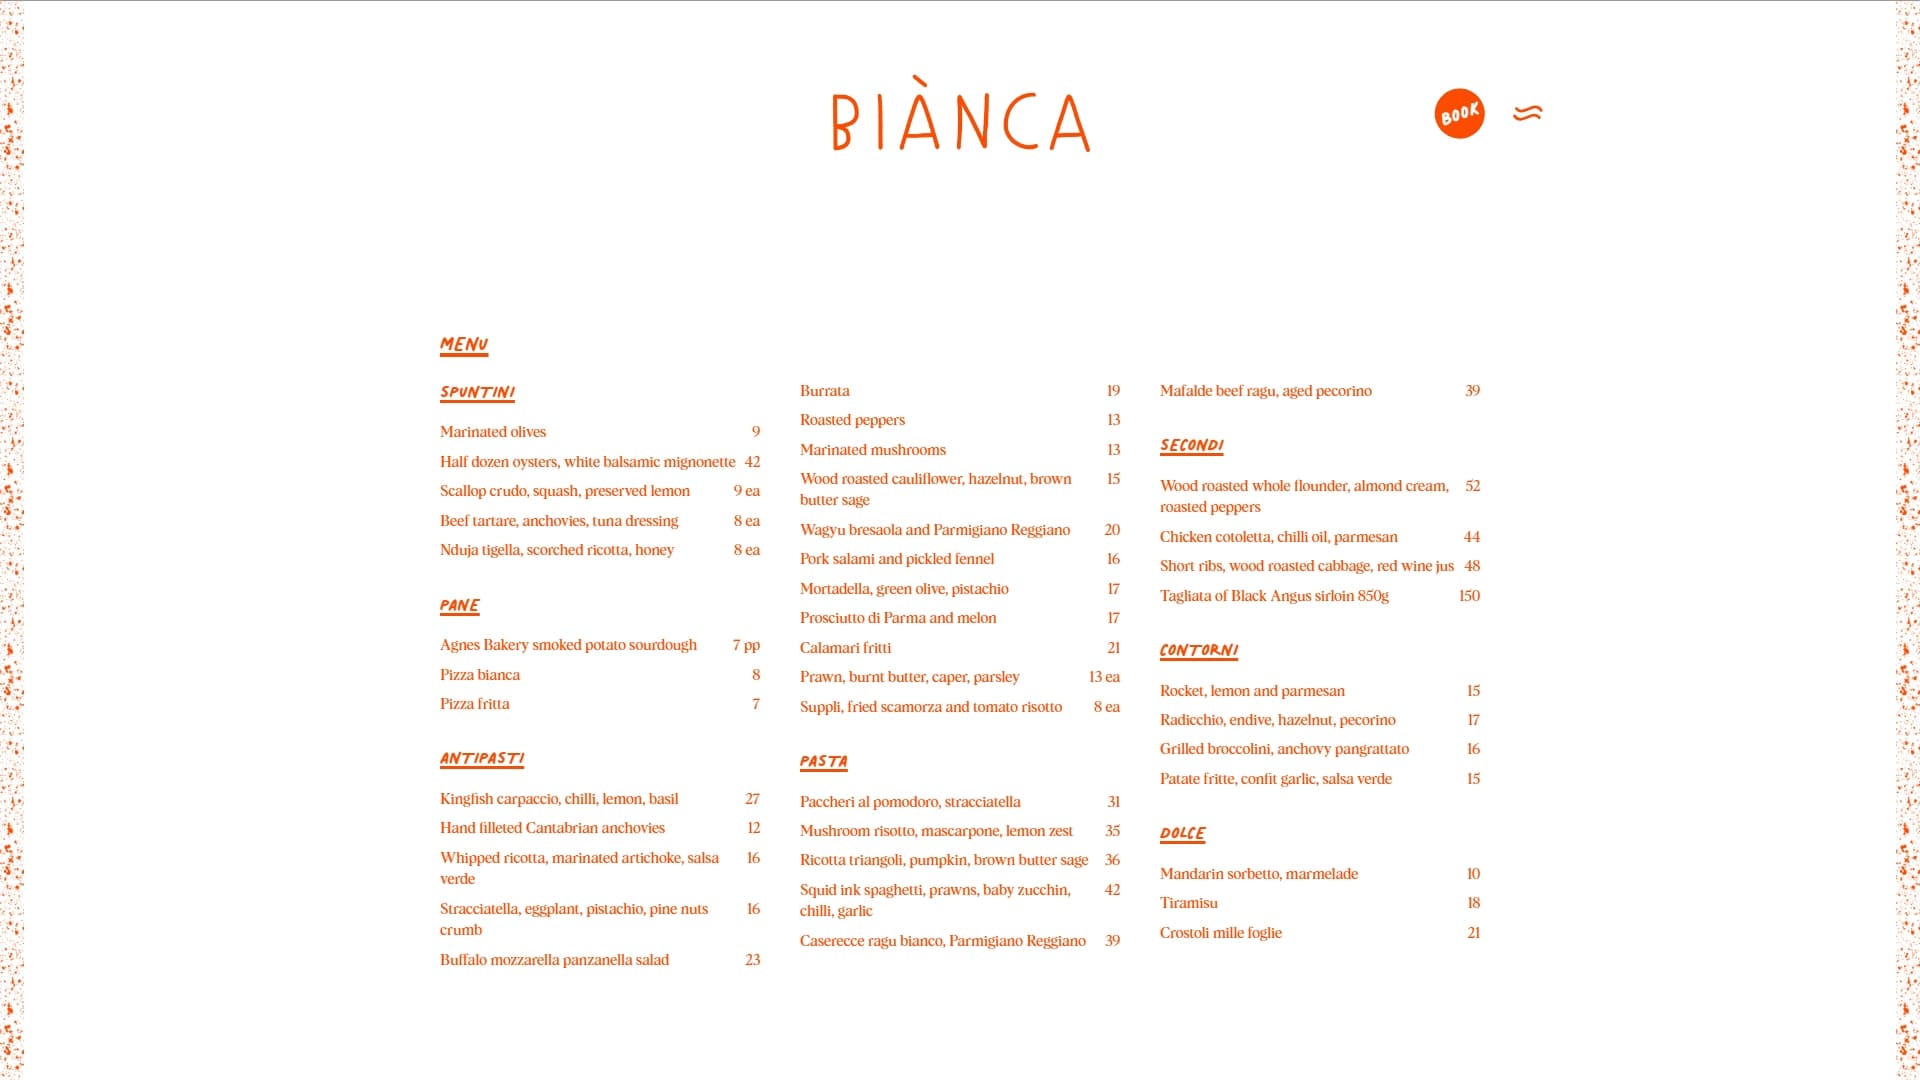 BIÀNCA
BOOK
MENU
SPUNTINI
Marinated olives 9
Half dozen oysters, white balsamic mignonette 42
Scallop crudo, squash, preserved lemon 9 ea
Beef tartare, anchovies, tuna dressing 8 ea
Nduja tigella, scorched ricotta, honey 8 ea
PANE
Agnes Bakery smoked potato sourdough 7 pp
Pizza bianca 8
Pizza fritta 7
ANTIPASTI
Kingfish carpaccio, chilli, lemon, basil 27
Hand filleted Cantabrian anchovies 12
Whipped ricotta, marinated artichoke, salsa 16
verde
Stracciatella, eggplant, pistachio, pine nuts 16
crumb
Buffalo mozzarella panzanella salad 23
Burrata 19
Roasted peppers 13
Marinated mushrooms 13
Wood roasted cauliflower, hazelnut, brown 15
butter sage
Wagyu bresaola and Parmigiano Reggiano 20
Pork salami and pickled fennel 16
Mortadella, green olive, pistachio 17
Prosciutto di Parma and melon 17
Calamari fritti 21
Prawn, burnt butter, caper, parsley 13 ea
Suppli, fried scamorza and tomato risotto 8 ea
PASTA
Paccheri al pomodoro, stracciatella 31
Mushroom risotto, mascarpone, lemon zest 35
Ricotta triangoli, pumpkin, brown butter sage 36
Squid ink spaghetti, prawns, baby zucchin, 42
chilli, garlic
Caserecce ragu bianco, Parmigiano Reggiano 39
Mafalde beef ragu, aged pecorino 39
SECONDI
Wood roasted whole flounder, almond cream, 52
roasted peppers
Chicken cotoletta, chilli oil, parmesan 44
Short ribs, wood roasted cabbage, red wine jus 48
Tagliata of Black Angus sirloin 850g 150
CONTORNI
Rocket, lemon and parmesan 15
Radicchio, endive, hazelnut, pecorino 17
Grilled broccolini, anchovy pangrattato 16
Patate fritte, confit garlic, salsa verde 15
DOLCE
Mandarin sorbetto, marmelade 10
Tiramisu 18
Crostoli mille foglie 21